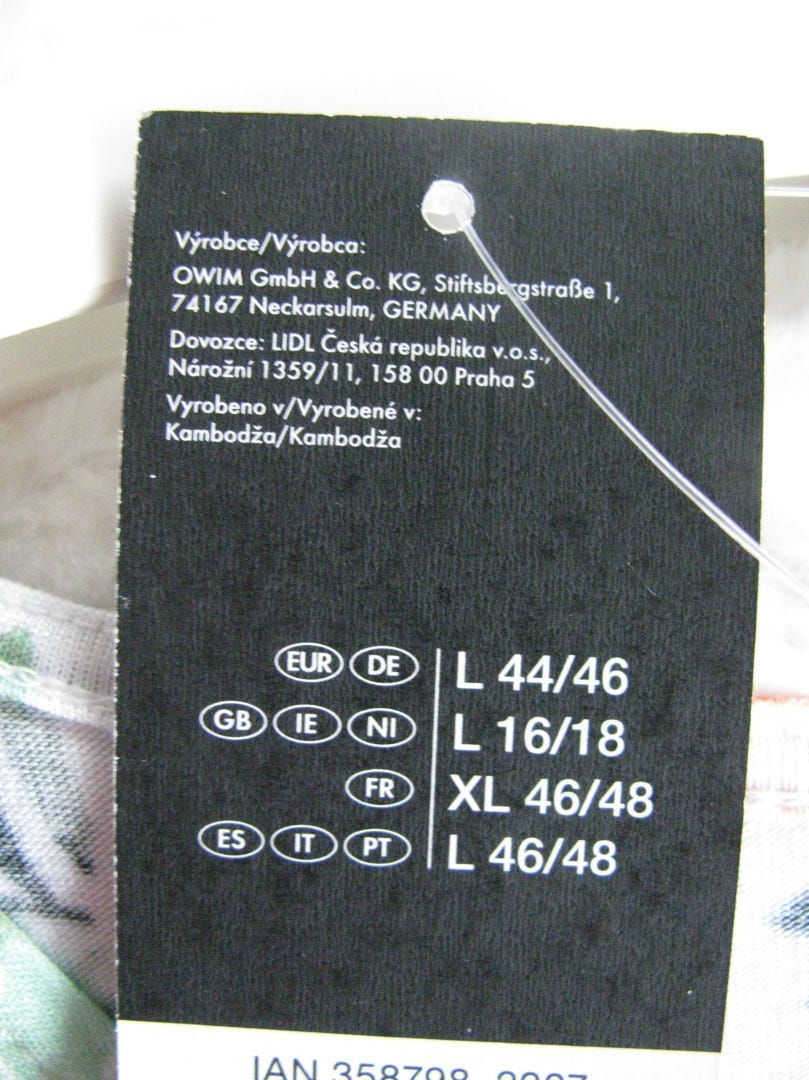 Výrobce/Výrobca:
OWIM GmbH & Co. KG, Stiftsbergstraße 1,
74167 Neckarsulm, GERMANY
Dovozce: LIDL Česká republika v.o.s.,
Nárožní 1359/11, 158 00 Praha 5
Vyrobeno v/Vyrobené v:
Kambodža/Kambodža
EUR DE L 44/46
GB IE NI L 16/18
FR XL 46/48
ES IT PT L 46/48
IAN 358798